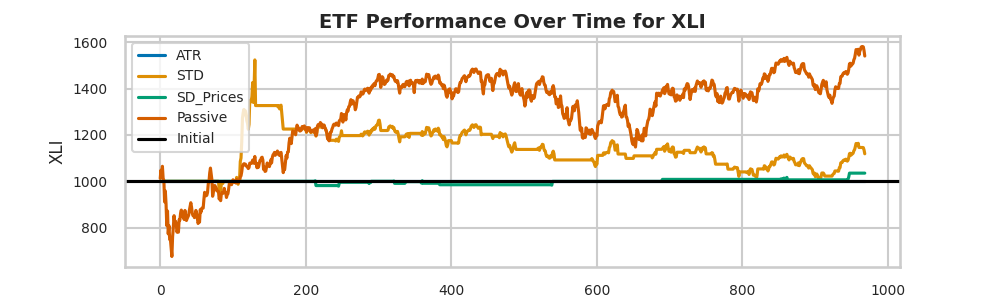 ETF Performance Over Time for XLI
1600
1400
1200
1000
800
XLI
ATR
STD
SD_Prices
Passive
Initial
0
200
400
600
800
1000